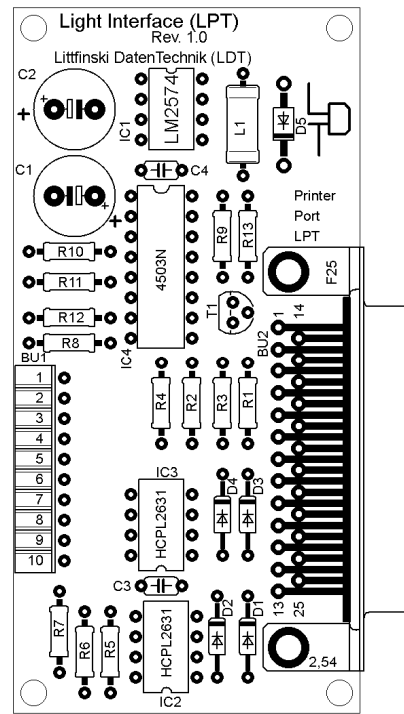 Light Interface (LPT)
Rev. 1.0
Littfinski DatenTechnik (LDT)
C2
+
+
IC1
LM2574
L1
D5
C1
+
+
C4
4503N
IC4
R9
R13
Printer
Port
LPT
R10
R11
R12
R8
T1
F25
BU2
1
14
BU1
1
2
3
4
5
6
7
8
9
10
R4
R2
R3
R1
IC3
HCPL2631
D4
D3
C3
HCPL2631
IC2
D2
D1
R7
R6
R5
13
25
2,54